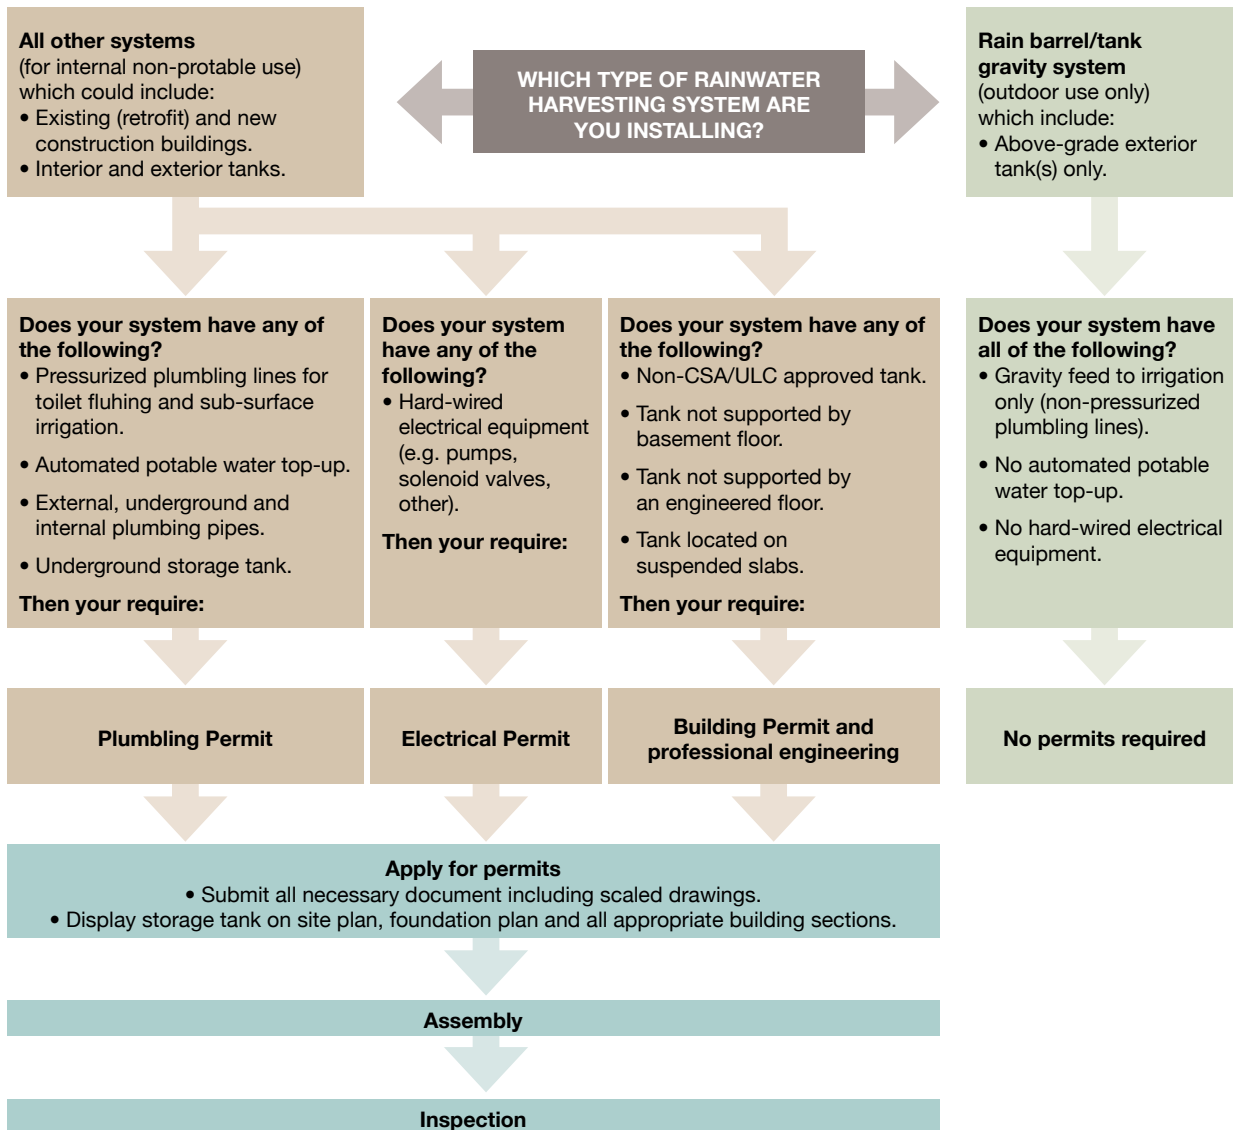 All other systems
(for internal non-protable use)
which could include:
• Existing (retrofit) and new
construction buildings.
• Interior and exterior tanks.
WHICH TYPE OF RAINWATER
HARVESTING SYSTEM ARE
YOU INSTALLING?
Rain barrel/tank
gravity system
(outdoor use only)
which include:
• Above-grade exterior
tank(s) only.
Does your system have any of
the following?
• Pressurized plumbling lines for
toilet fluhing and sub-surface
irrigation.
• Automated potable water top-up.
• External, underground and
internal plumbing pipes.
• Underground storage tank.
Then your require:
Does your system
have any of the
following?
• Hard-wired
electrical equipment
(e.g. pumps,
solenoid valves,
other).
Then your require:
Does your system have any of
the following?
• Non-CSA/ULC approved tank.
• Tank not supported by
basement floor.
• Tank not supported by
an engineered floor.
• Tank located on
suspended slabs.
Then your require:
Does your system have
all of the following?
• Gravity feed to irrigation
only (non-pressurized
plumbling lines).
• No automated potable
water top-up.
• No hard-wired electrical
equipment.
Plumbling Permit
Electrical Permit
Building Permit and
professional engineering
No permits required
Apply for permits
• Submit all necessary document including scaled drawings.
• Display storage tank on site plan, foundation plan and all appropriate building sections.
Assembly
Inspection